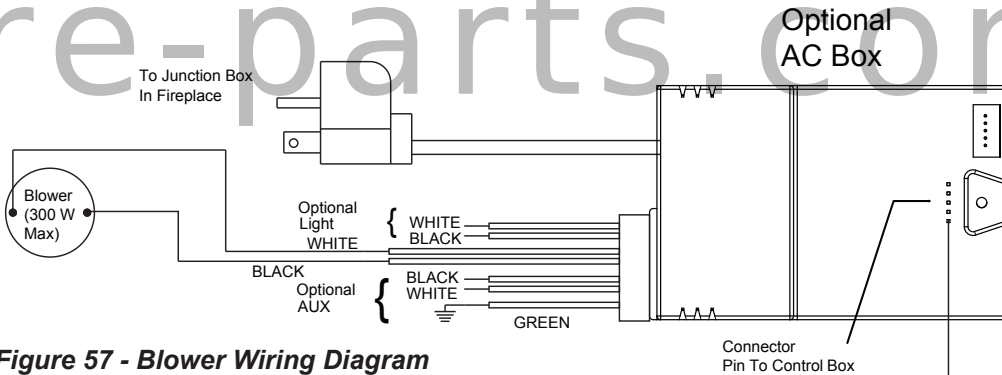 re-parts.com
Optional
AC Box
To Junction Box
In Fireplace
Blower
(300 W
Max)
Optional
Light
WHITE
BLACK
WHITE
BLACK
Optional
AUX
BLACK
WHITE
GREEN
Connector
Pin To Control Box
Figure 57 - Blower Wiring Diagram